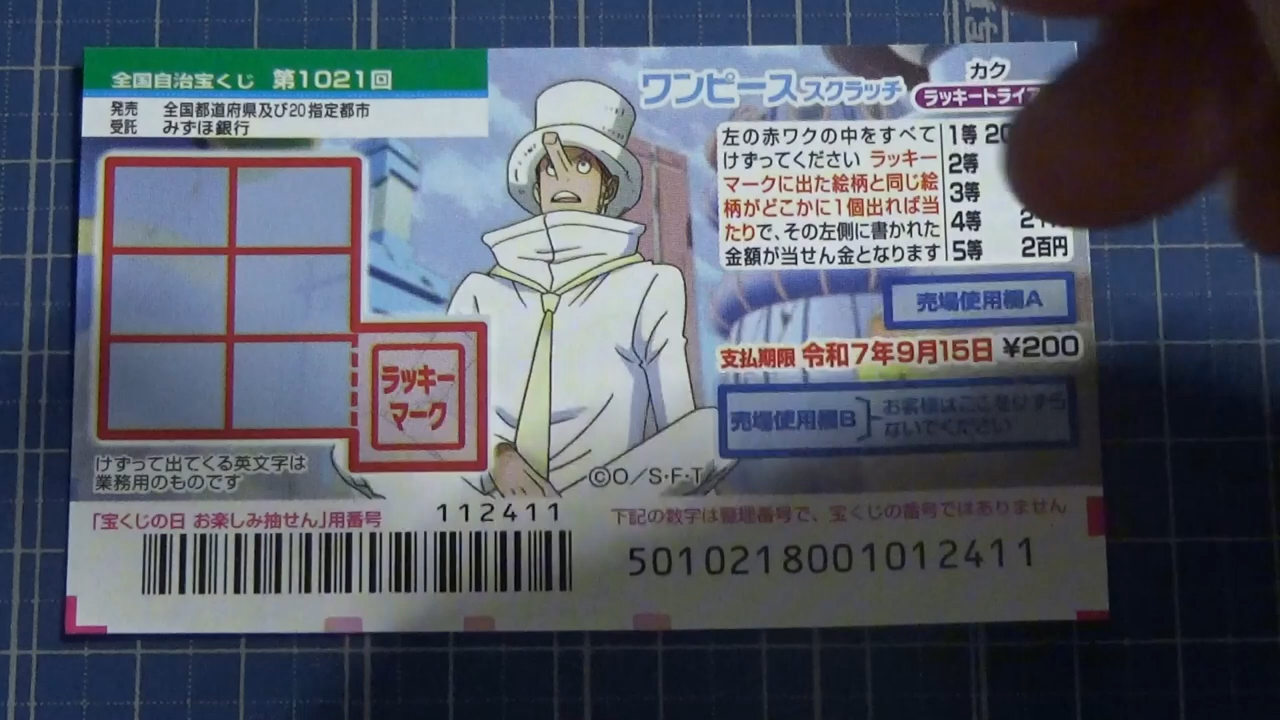 全国自治宝くじ 第1021回
発売 全国都道府県及び20指定都市
受託 みずほ銀行
ワンピーススクラッチ
カク
ラッキートライ
左の赤ワクの中をすべて
けずってください ラッキー
マークに出た絵柄と同じ絵
柄がどこかに1個出れば当
たりで、その左側に書かれた
金額が当せん金となります
1等 20
2等
3等
4等
5等 2百円
売場使用欄A
支払期限 令和7年9月15日 ¥200
売場使用欄B
お客様はここをけずら
ないでください
ラッキー
マーク
けずって出てくる英文字は
業務用のものです
©O/S・F・T
「宝くじの日 お楽しみ抽せん」用番号 112411
下記の数字は整理番号で、宝くじの番号ではありません
5010218001012411